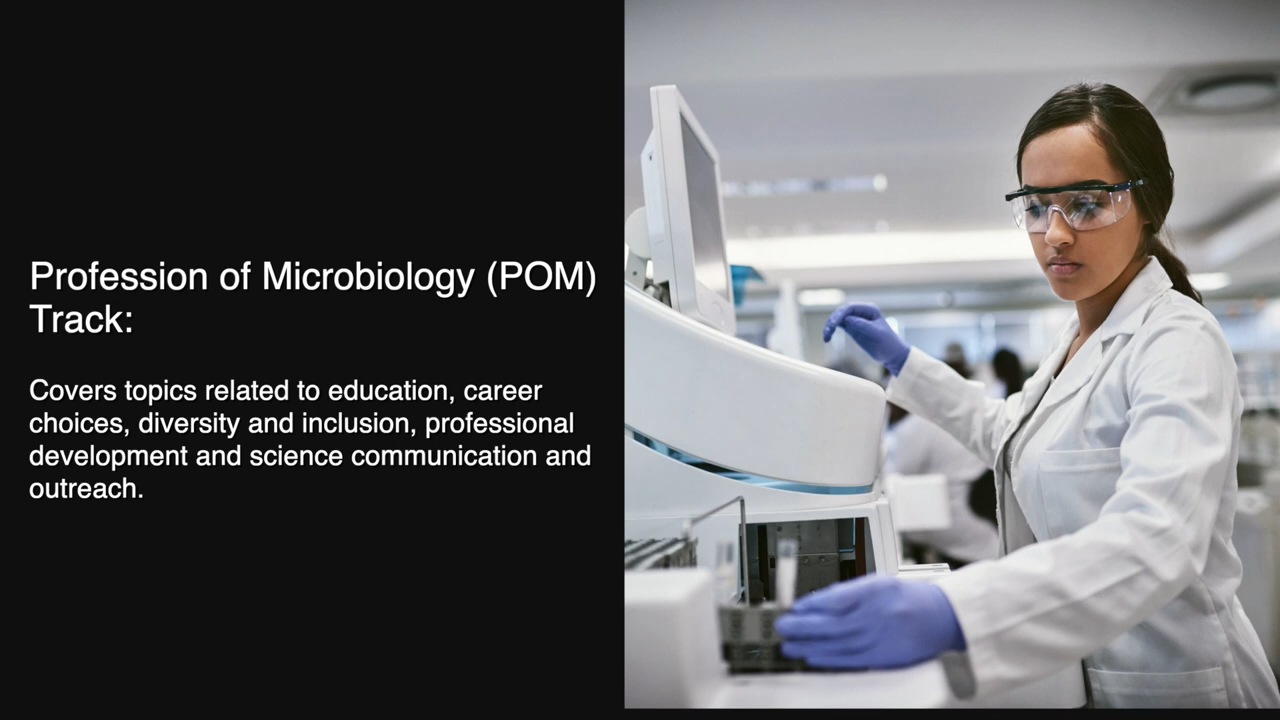 Profession of Microbiology (POM)
Track:
Covers topics related to education, career
choices, diversity and inclusion, professional
development and science communication and
outreach.